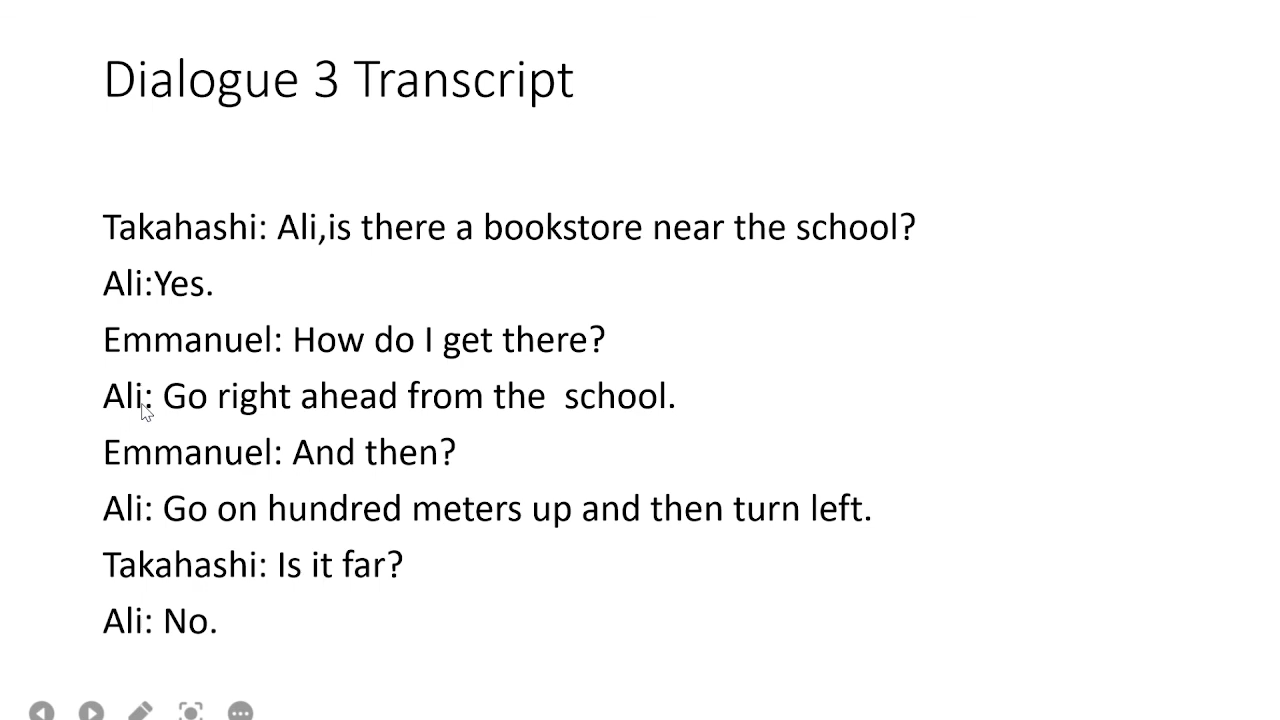 Dialogue 3 Transcript
Takahashi: Ali,is there a bookstore near the school?
Ali:Yes.
Emmanuel: How do I get there?
Ali: Go right ahead from the  school.
Emmanuel: And then?
Ali: Go on hundred meters up and then turn left.
Takahashi: Is it far?
Ali: No.